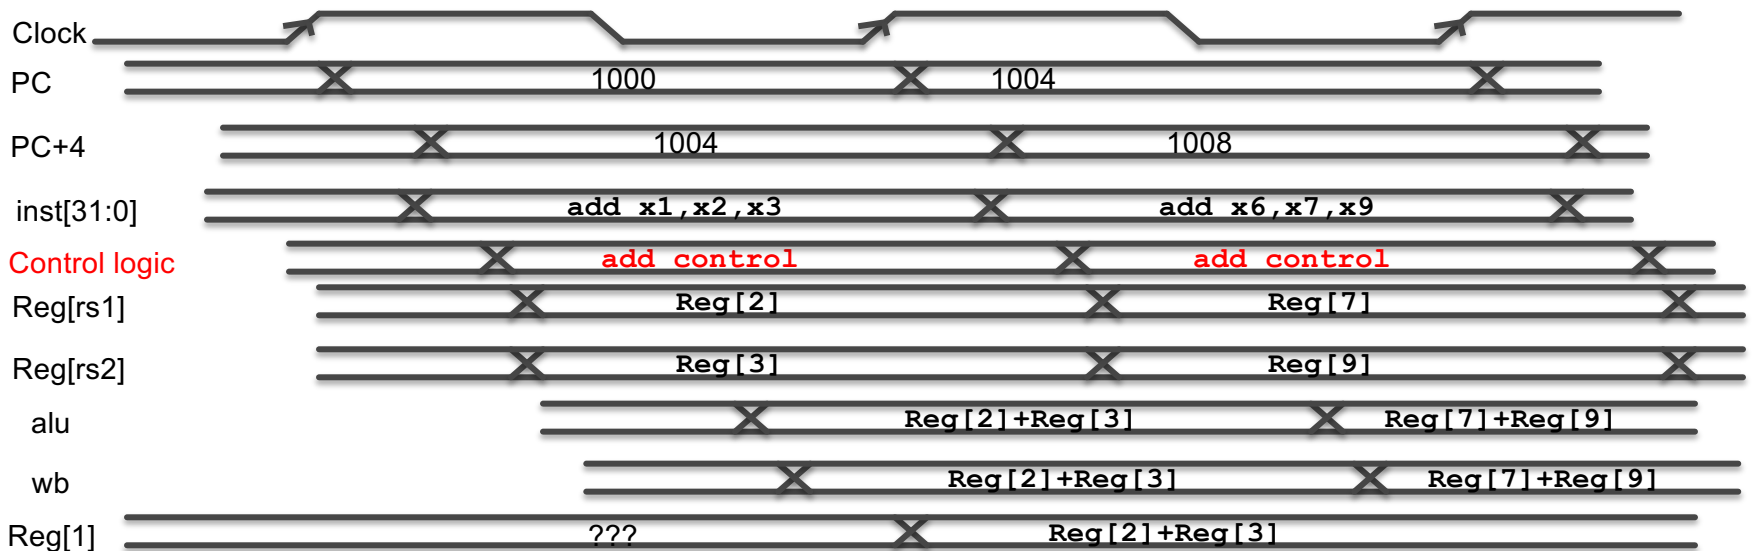 Clock
PC 1000 1004
PC+4 1004 1008
inst[31:0] add x1,x2,x3 add x6,x7,x9
Control logic add control add control
Reg[rs1] Reg[2] Reg[7]
Reg[rs2] Reg[3] Reg[9]
alu Reg[2]+Reg[3] Reg[7]+Reg[9]
wb Reg[2]+Reg[3] Reg[7]+Reg[9]
Reg[1] ??? Reg[2]+Reg[3]